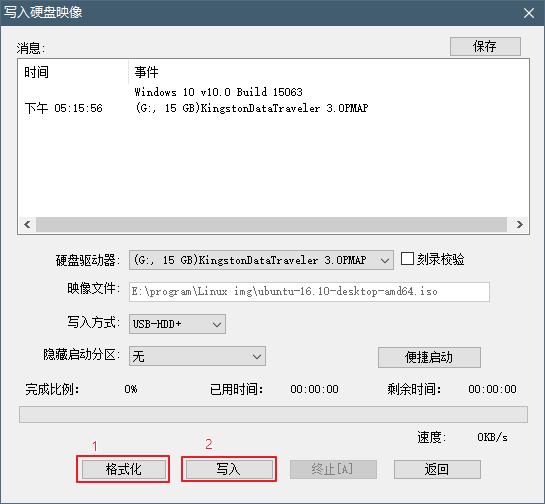 写入硬盘映像
消息:
保存
时间 事件
Windows 10 v10.0 Build 15063
下午 05:15:56 (G:, 15 GB)KingstonDataTraveler 3.0PMAP
硬盘驱动器: (G:, 15 GB)KingstonDataTraveler 3.0PMAP 刻录校验
映像文件: E:\program\Linux img\ubuntu-16.10-desktop-amd64.iso
写入方式: USB-HDD+
隐藏启动分区: 无 便捷启动
完成比例: 0% 已用时间: 00:00:00 剩余时间: 00:00:00
速度: 0KB/s
1 2
格式化 写入 终止[A] 返回